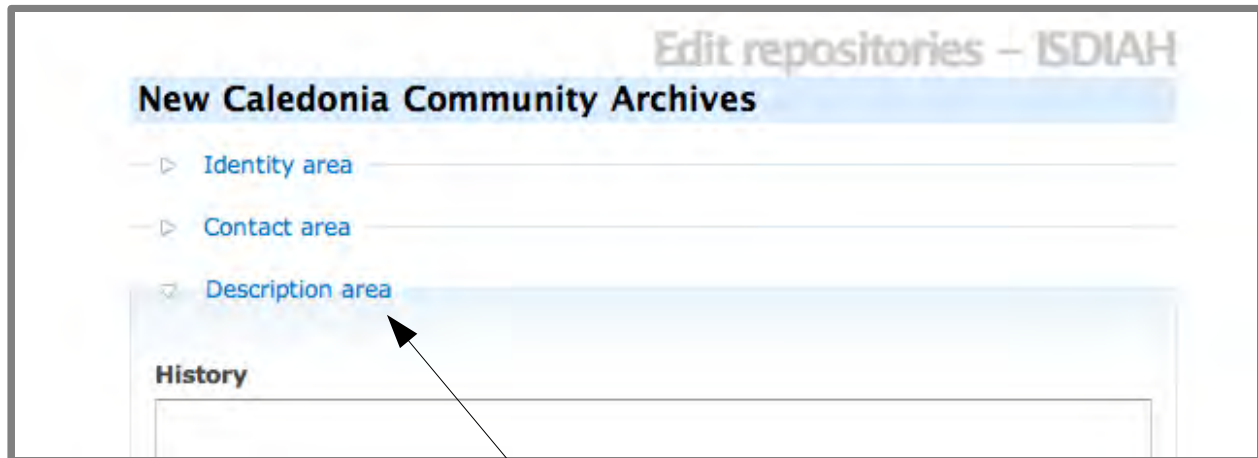 Edit repositories – ISDIAH
New Caledonia Community Archives
Identity area
Contact area
Description area
History